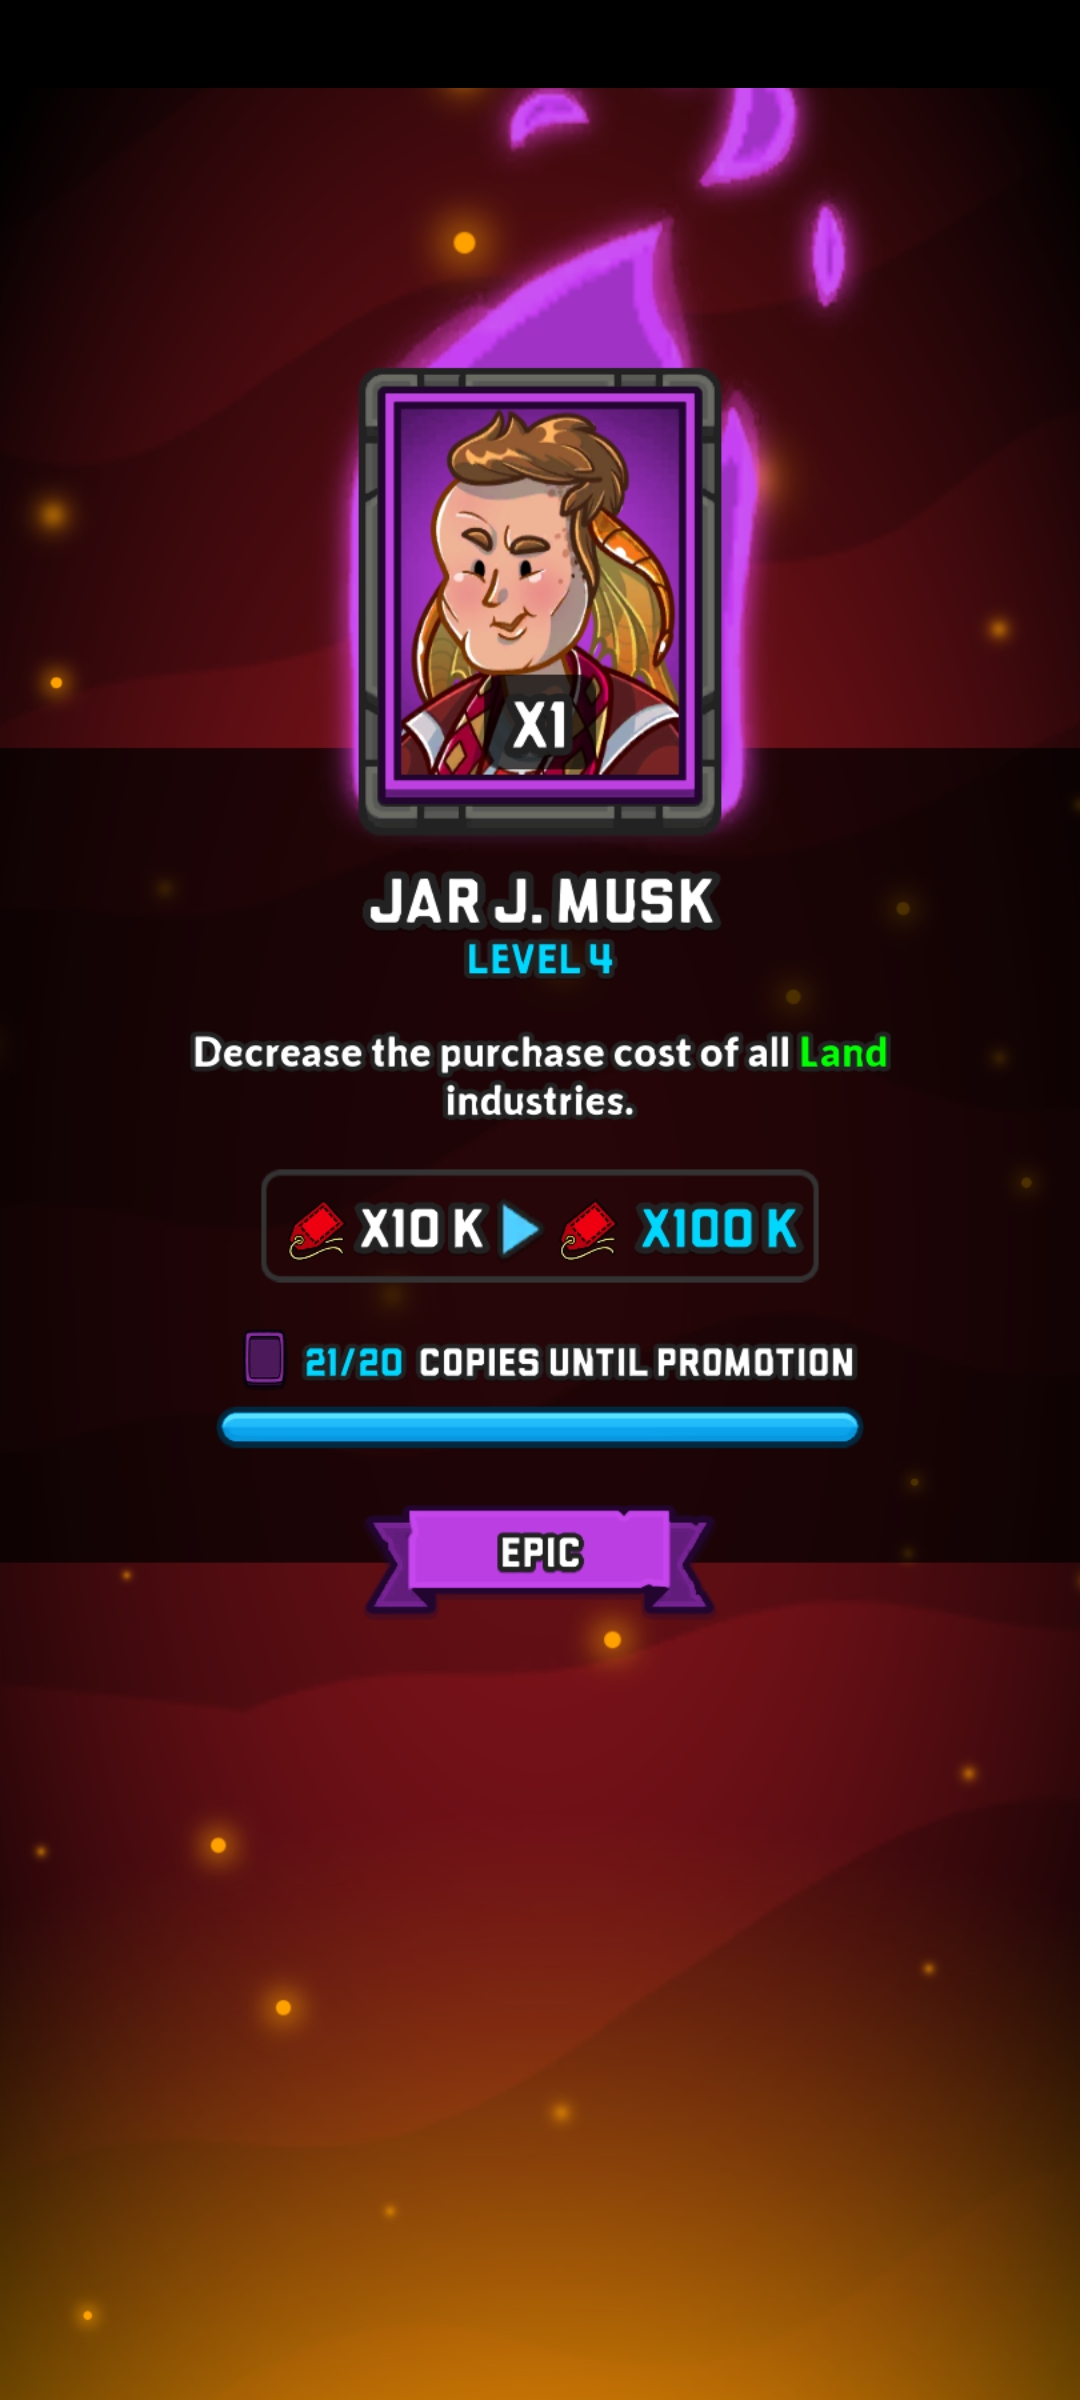 X1
JAR J. MUSK
LEVEL 4
Decrease the purchase cost of all Land
industries.
X10 K X100 K
21/20 COPIES UNTIL PROMOTION
EPIC